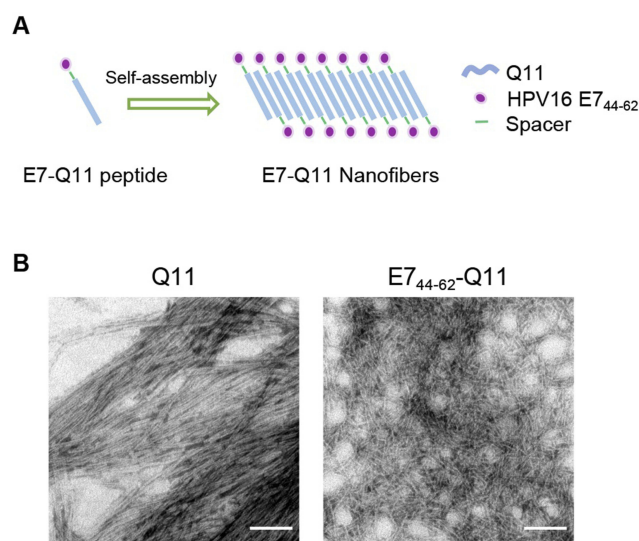 A
Self-assembly
Q11
HPV16 E7₄₄₋₆₂
Spacer
E7-Q11 peptide
E7-Q11 Nanofibers
B
Q11
E7₄₄₋₆₂-Q11